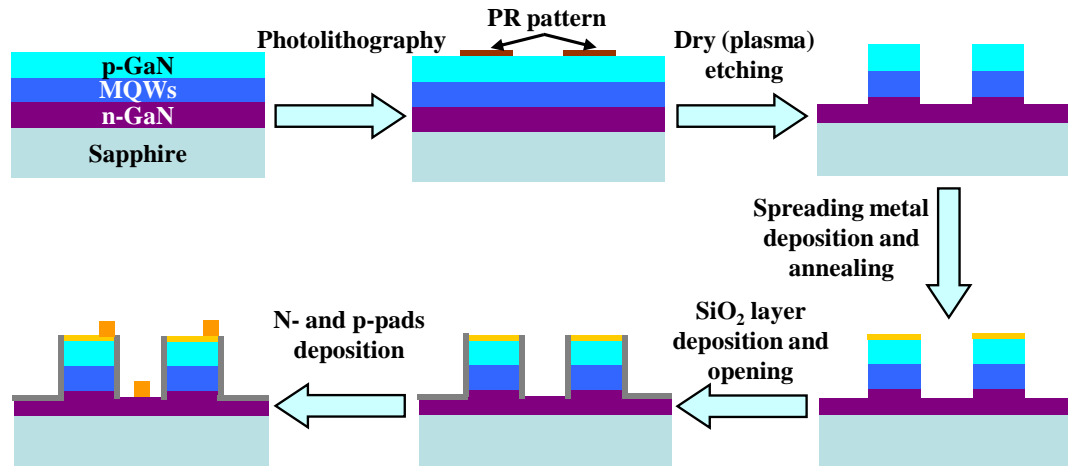 p-GaN
MQWs
n-GaN
Sapphire
Photolithography
PR pattern
Dry (plasma)
etching
Spreading metal
deposition and
annealing
SiO₂ layer
deposition and
opening
N- and p-pads
deposition